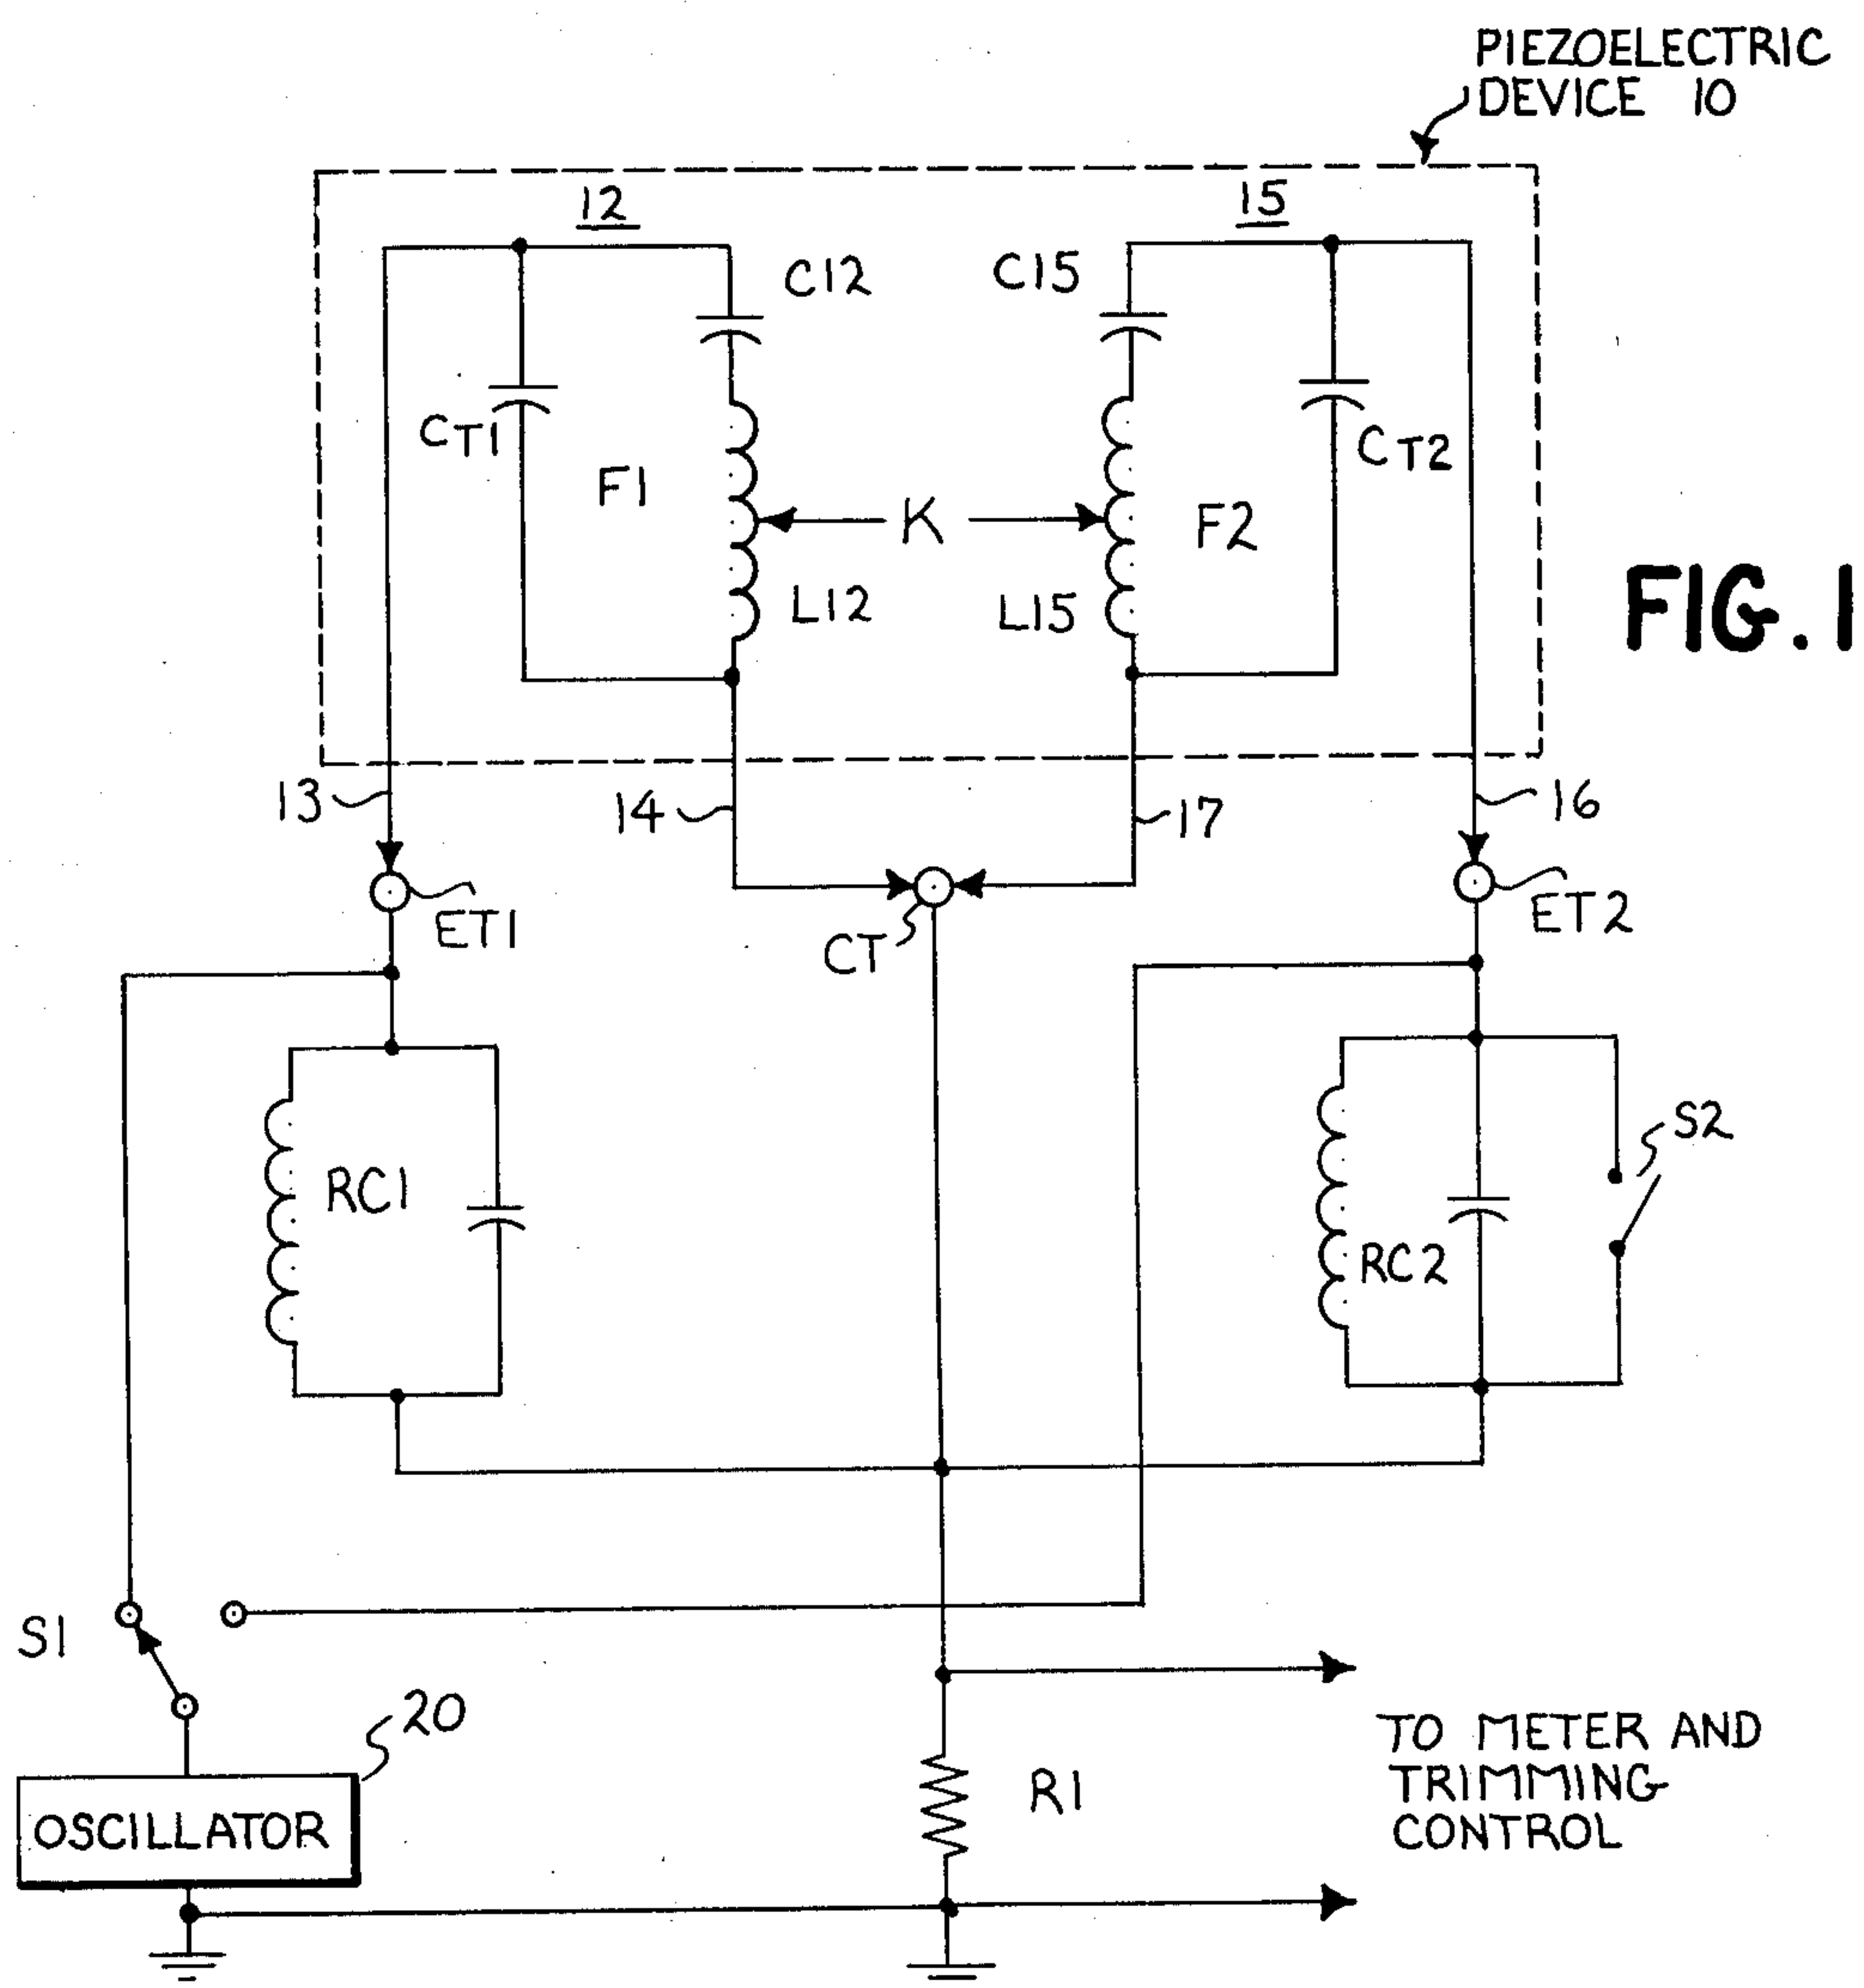 PIEZOELECTRIC
DEVICE 10
12
15
C12
C15
CT1
CT2
F1
K
F2
L12
L15
FIG. 1
13
14
17
16
ET1
CT
ET2
S2
RC1
RC2
S1
20
OSCILLATOR
R1
TO METER AND
TRIMMING
CONTROL